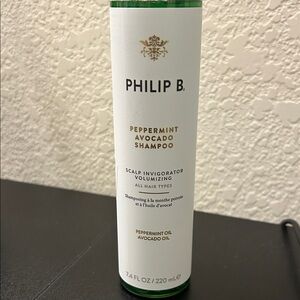 PHILIP B.
PEPPERMINT
AVOCADO
SHAMPOO
SCALP INVIGORATOR
VOLUMIZING
ALL HAIR TYPES
Shampooing à la menthe poivrée
et à l'huile d'avocat
PEPPERMINT OIL
AVOCADO OIL
7.4 FL OZ / 220 mL e